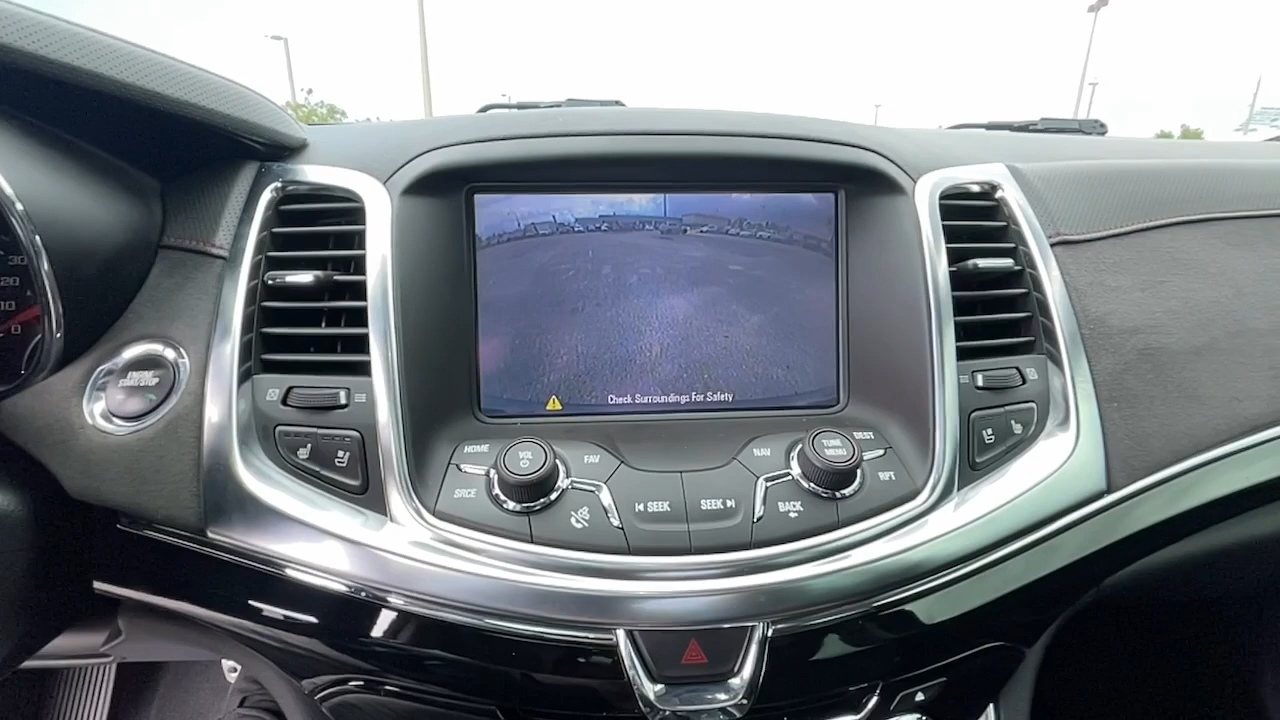 30
20
10
0
ENGINE
START/STOP
Check Surroundings For Safety
HOME
VOL
FAV
SRCE
SEEK
SEEK
NAV
TUNE
MENU
DEST
RPT
BACK